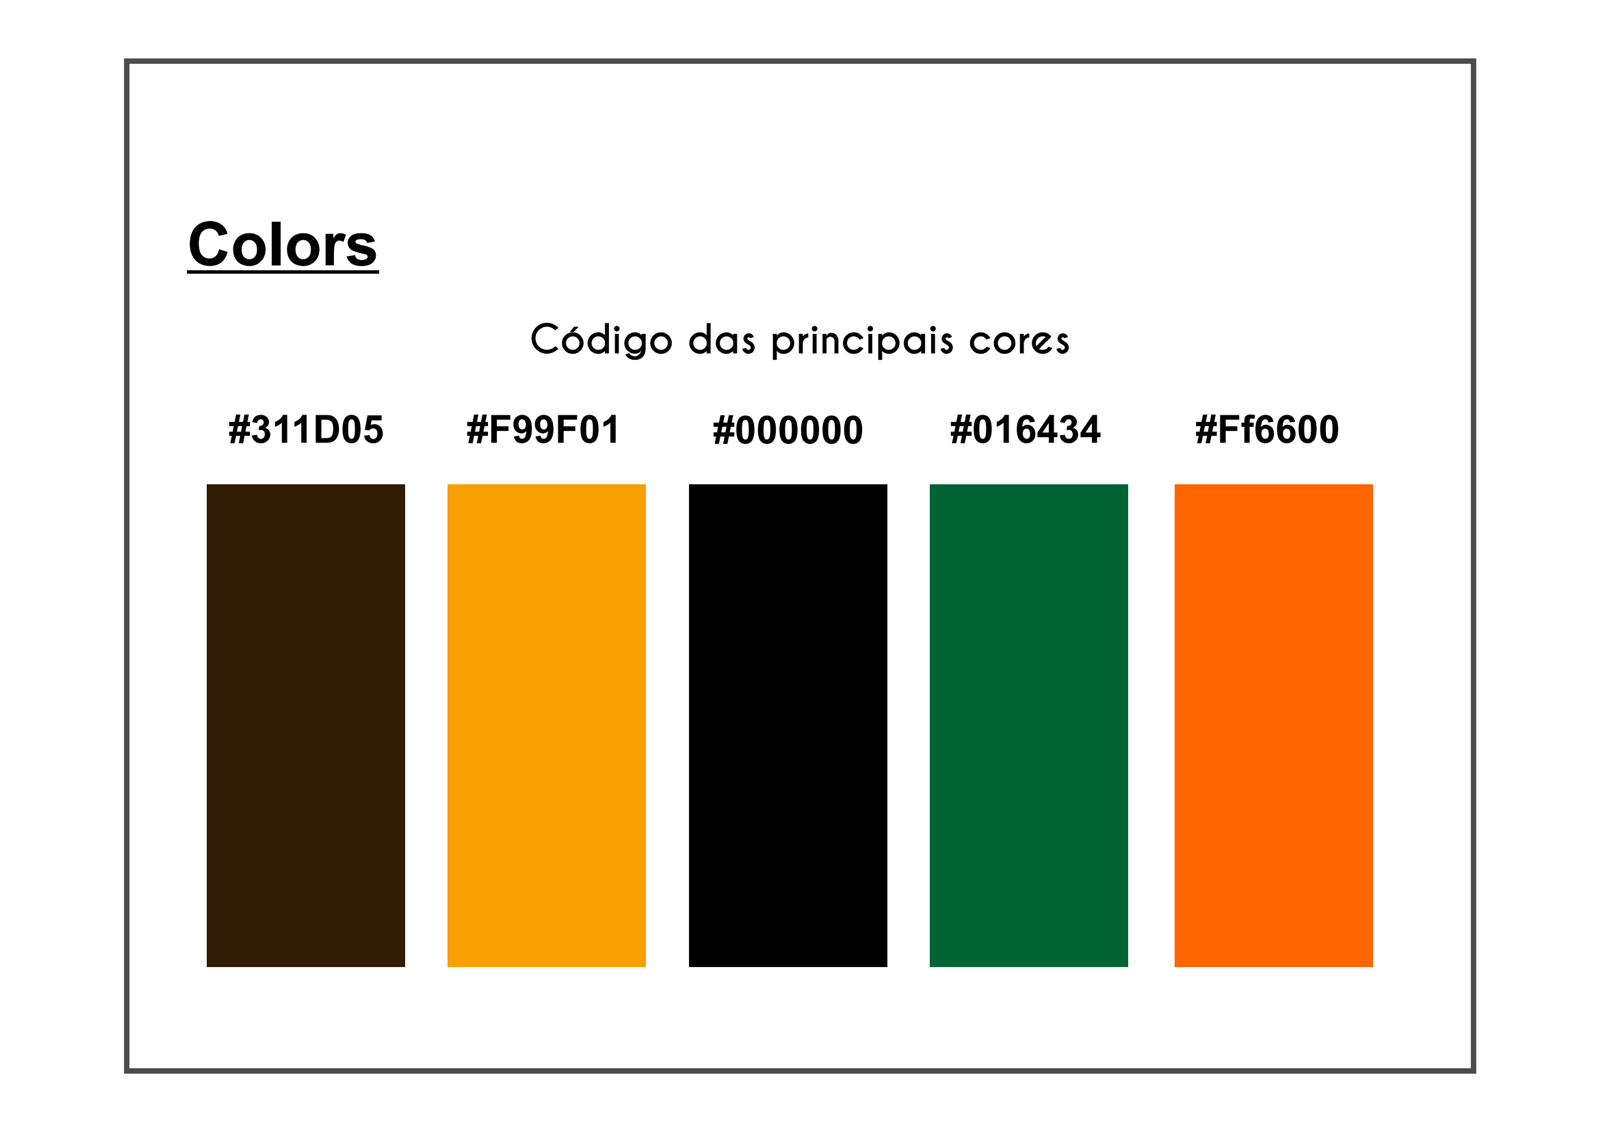 Colors
Código das principais cores
#311D05 #F99F01 #000000 #016434 #Ff6600